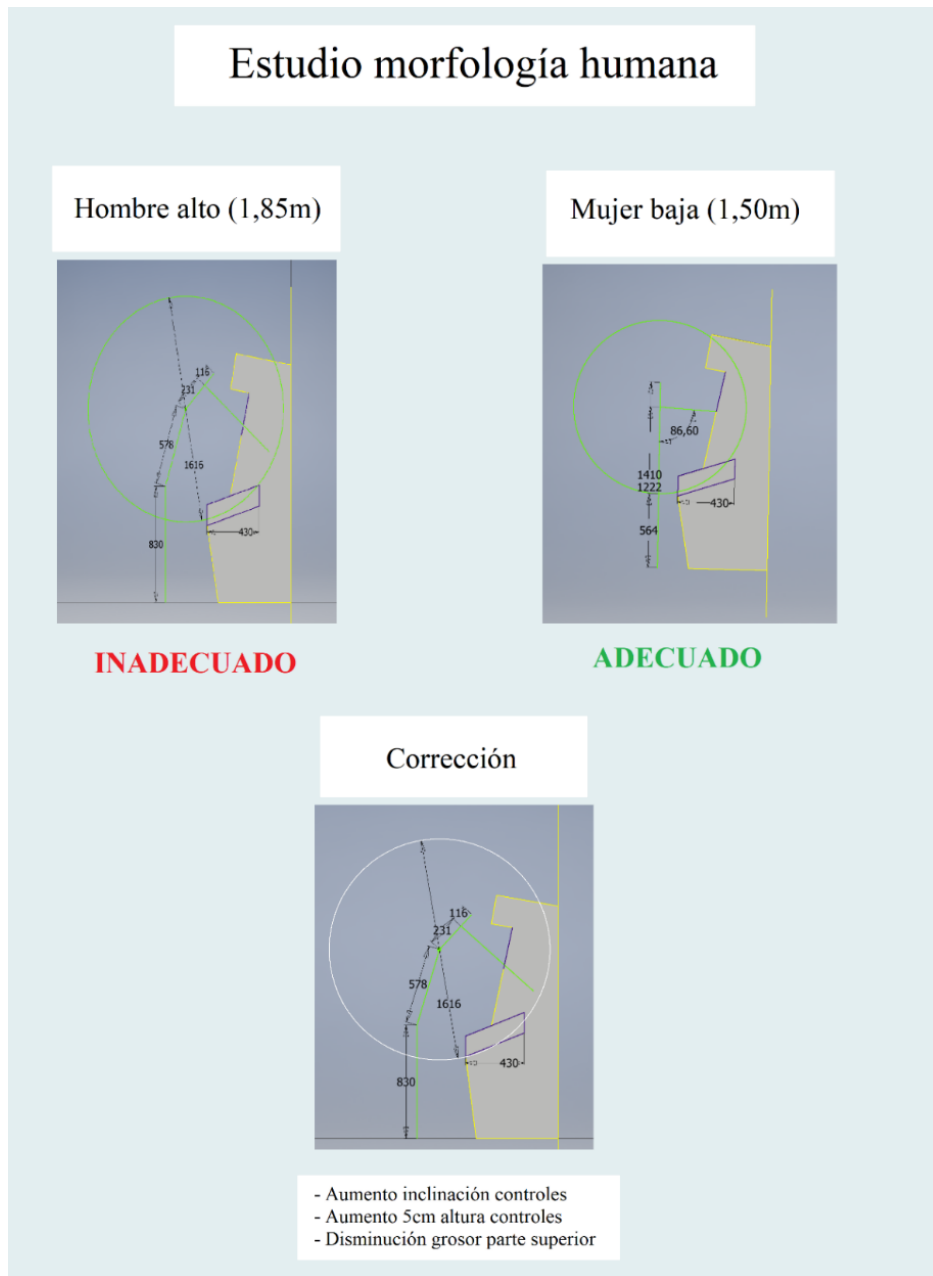 Estudio morfología humana
Hombre alto (1,85m)
Mujer baja (1,50m)
116
231
578
1616
430
830
86,60
1410
1222
430
564
INADECUADO
ADECUADO
Corrección
116
231
578
1616
430
830
- Aumento inclinación controles
- Aumento 5cm altura controles
- Disminución grosor parte superior